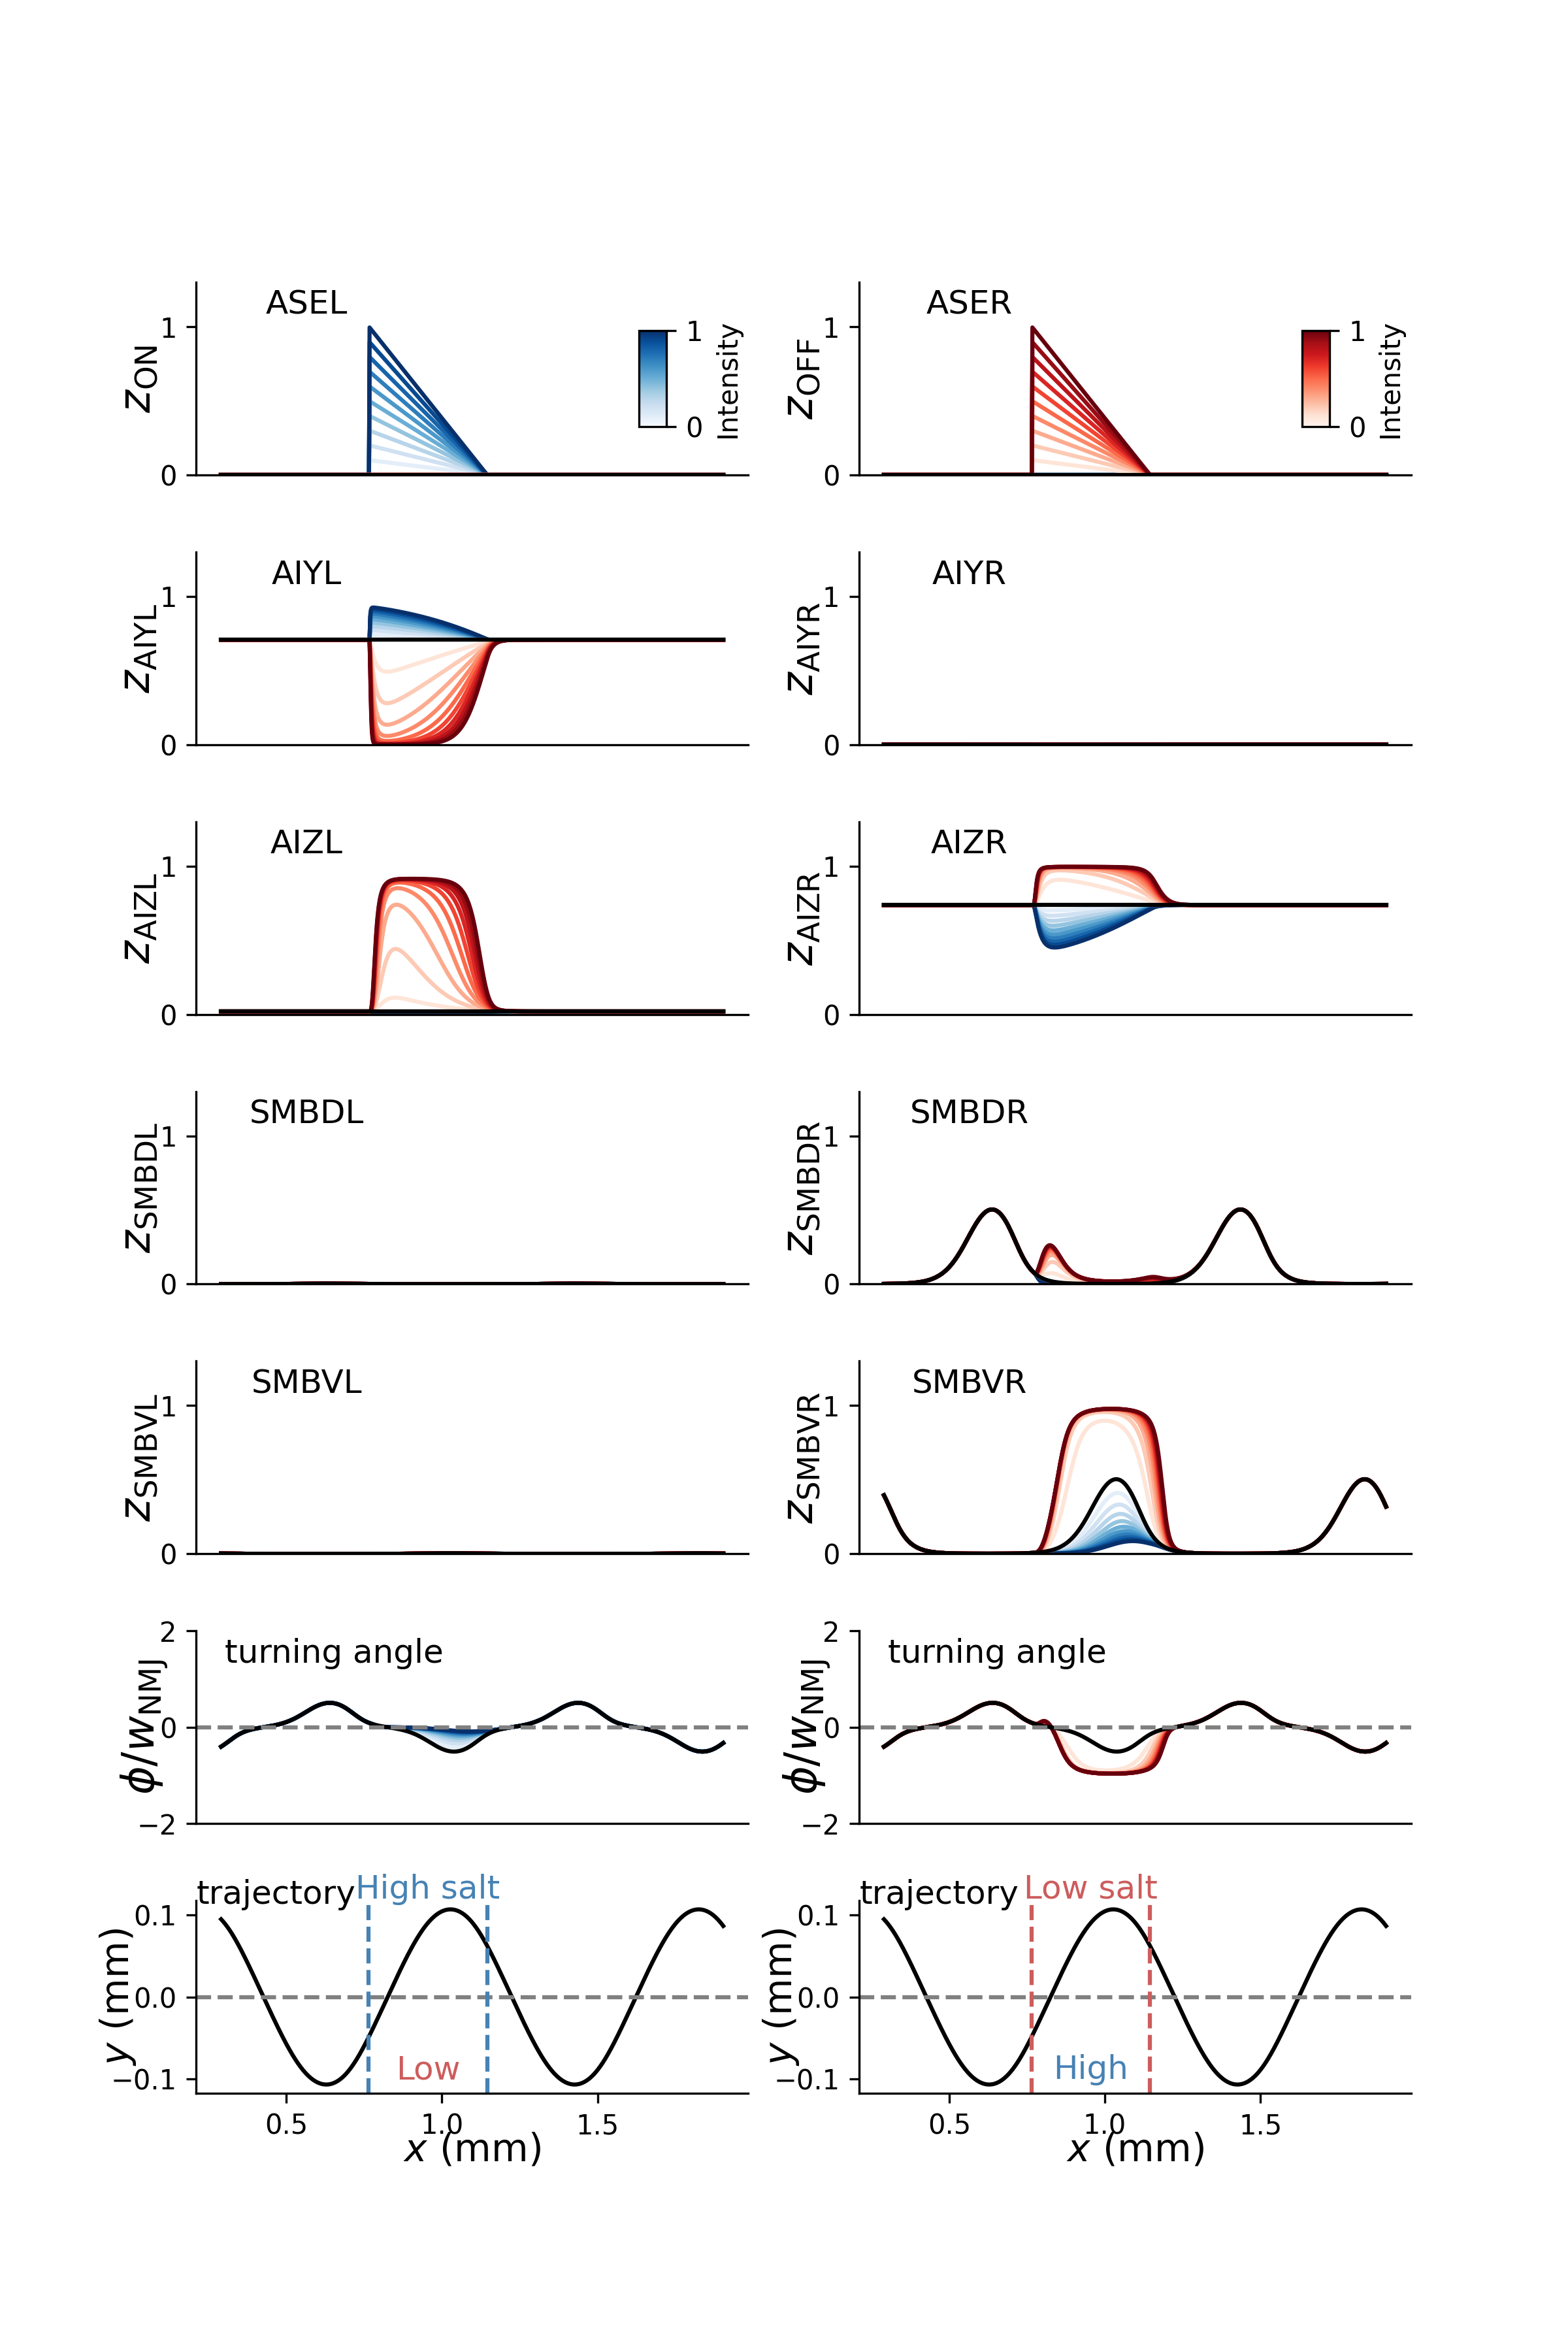 ASEL
1
0
z_ON
1
0
Intensity
ASER
1
0
z_OFF
1
0
Intensity
AIYL
1
0
z_AIYL
AIYR
1
0
z_AIYR
AIZL
1
0
z_AIZL
AIZR
1
0
z_AIZR
SMBDL
1
0
z_SMBDL
SMBDR
1
0
z_SMBDR
SMBVL
1
0
z_SMBVL
SMBVR
1
0
z_SMBVR
turning angle
2
0
−2
ϕ/w_NMJ
turning angle
2
0
−2
ϕ/w_NMJ
trajectory
High salt
0.1
0.0
−0.1
y (mm)
Low
0.5 1.0 1.5
x (mm)
trajectory
Low salt
0.1
0.0
−0.1
y (mm)
High
0.5 1.0 1.5
x (mm)